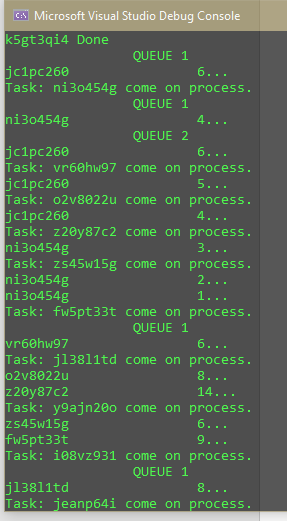 Microsoft Visual Studio Debug Console
k5gt3qi4 Done
QUEUE 1
jc1pc260 6...
Task: ni3o454g come on process.
QUEUE 1
ni3o454g 4...
QUEUE 2
jc1pc260 6...
Task: vr60hw97 come on process.
jc1pc260 5...
Task: o2v8022u come on process.
jc1pc260 4...
Task: z20y87c2 come on process.
ni3o454g 3...
Task: zs45w15g come on process.
ni3o454g 2...
ni3o454g 1...
Task: fw5pt33t come on process.
QUEUE 1
vr60hw97 6...
Task: jl38l1td come on process.
o2v8022u 8...
z20y87c2 14...
Task: y9ajn20o come on process.
zs45w15g 6...
fw5pt33t 9...
Task: i08vz931 come on process.
QUEUE 1
jl38l1td 8...
Task: jeanp64i come on process.